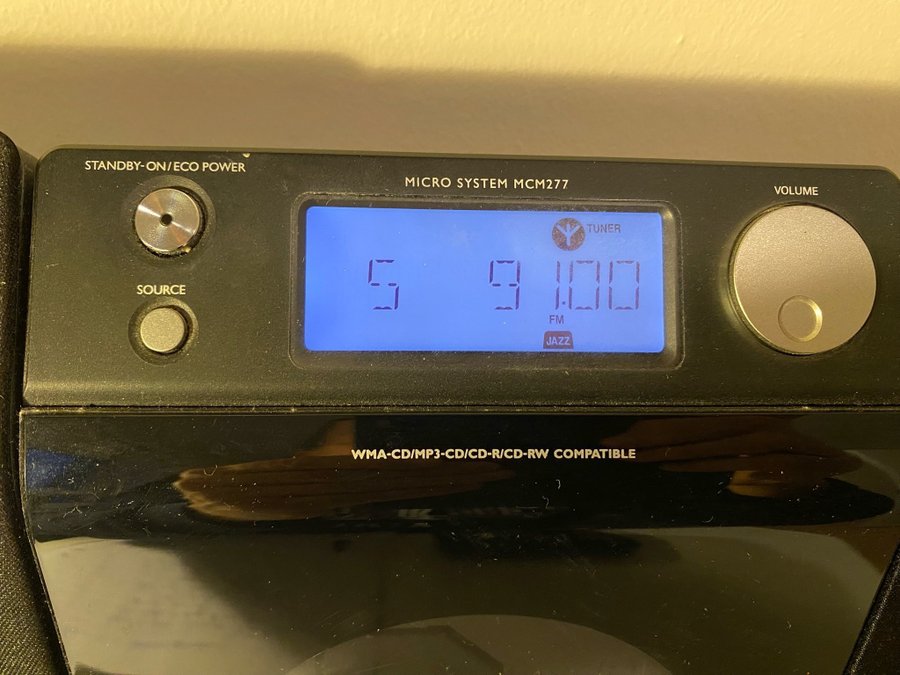 STANDBY-ON/ECO POWER
MICRO SYSTEM MCM277
VOLUME
SOURCE
TUNER
5 91.00
FM
JAZZ
WMA-CD/MP3-CD/CD-R/CD-RW COMPATIBLE